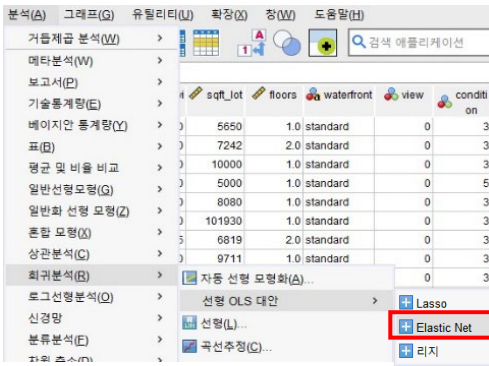 분석(A) 그래프(G) 유틸리티(U) 확장(X) 창(W) 도움말(H)
거듭제곱 분석(W) >
메타분석(W) >
보고서(P) >
기술통계량(E) >
베이지안 통계량(Y) >
표(B) >
평균 및 비율 비교 >
일반선형모형(G) >
일반화 선형 모형(Z) >
혼합 모형(X) >
상관분석(C) >
회귀분석(R) >
로그선형분석(O) >
신경망 >
분류분석(F) >
차원 축소(D) >
1 4 A
검색 애플리케이션
sqft_lot floors waterfront view conditi
on
5650 1.0 standard 0 3
7242 2.0 standard 0 3
10000 1.0 standard 0 3
5000 1.0 standard 0 5
8080 1.0 standard 0 3
101930 1.0 standard 0 3
6819 2.0 standard 0 3
9711 1.0 standard 0 3
0 3
자동 선형 모형화(A)...
선형 OLS 대안 >
선형(L)...
곡선추정(C)...
Lasso
Elastic Net
리지